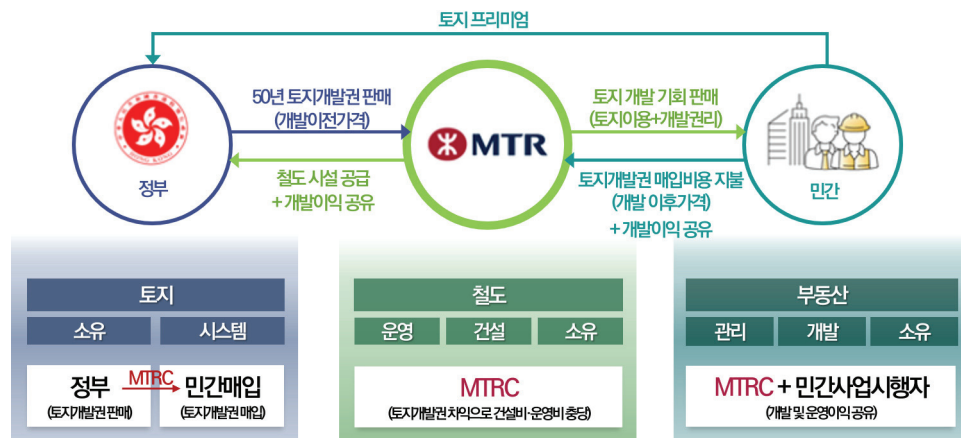 토지 프리미엄
50년 토지개발권 판매
(개발이전가격)
토지 개발 기회 판매
(토지이용+개발권리)
MTR
정부
철도 시설 공급
+ 개발이익 공유
토지개발권 매입비용 지불
(개발 이후가격)
+ 개발이익 공유
민간
토지
소유
시스템
정부
MTRC
민간매입
(토지개발권 판매)
(토지개발권 매입)
철도
운영
건설
소유
MTRC
(토지개발권 차익으로 건설비·운영비 충당)
부동산
관리
개발
소유
MTRC + 민간사업시행자
(개발 및 운영이익 공유)